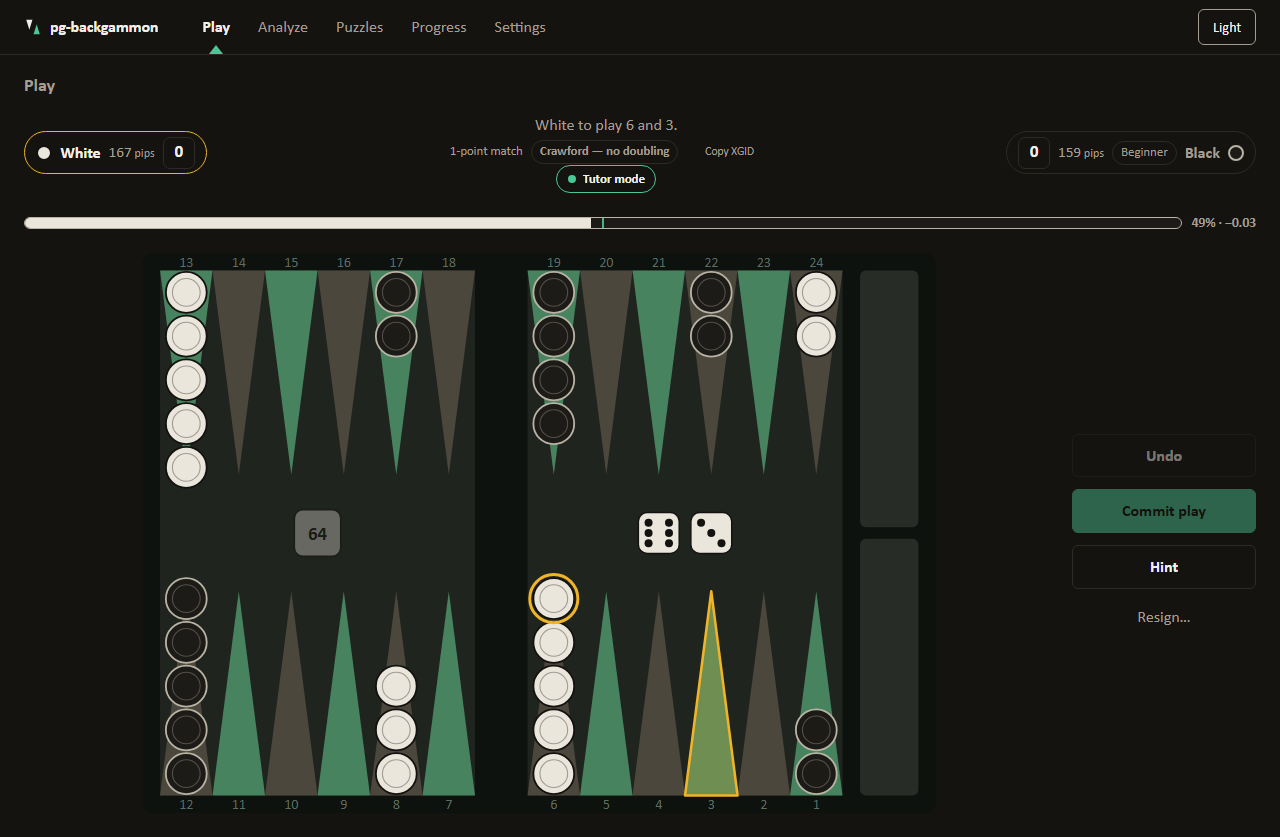 pg-backgammon Play Analyze Puzzles Progress Settings Light
Play
White to play 6 and 3.
White 167 pips 0
1-point match Crawford — no doubling Copy XGID
0 159 pips Beginner Black
Tutor mode
49% · −0.03
13 14 15 16 17 18 19 20 21 22 23 24
64
12 11 10 9 8 7 6 5 4 3 2 1
Undo
Commit play
Hint
Resign...